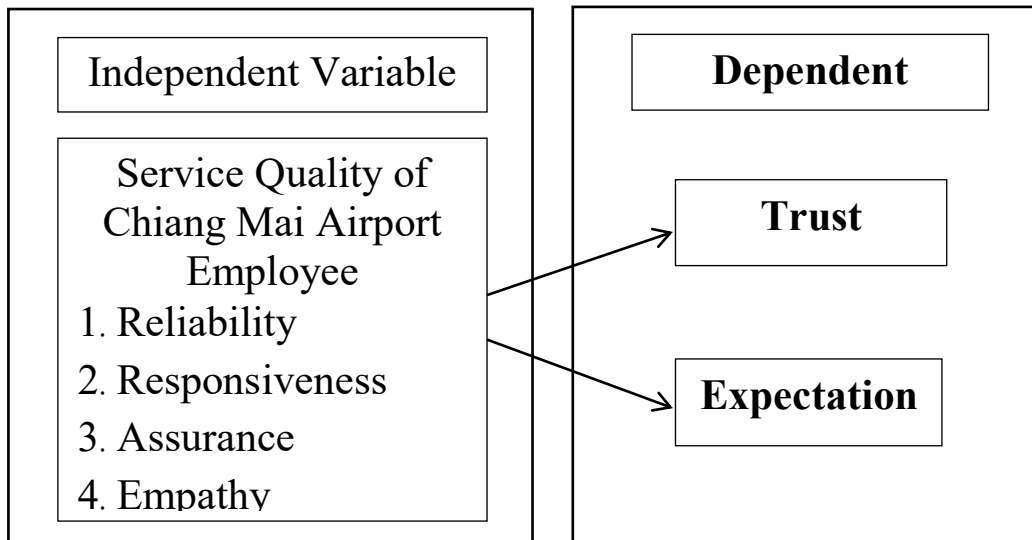 Independent Variable
Service Quality of
Chiang Mai Airport
Employee
1. Reliability
2. Responsiveness
3. Assurance
4. Empathy
Dependent
Trust
Expectation